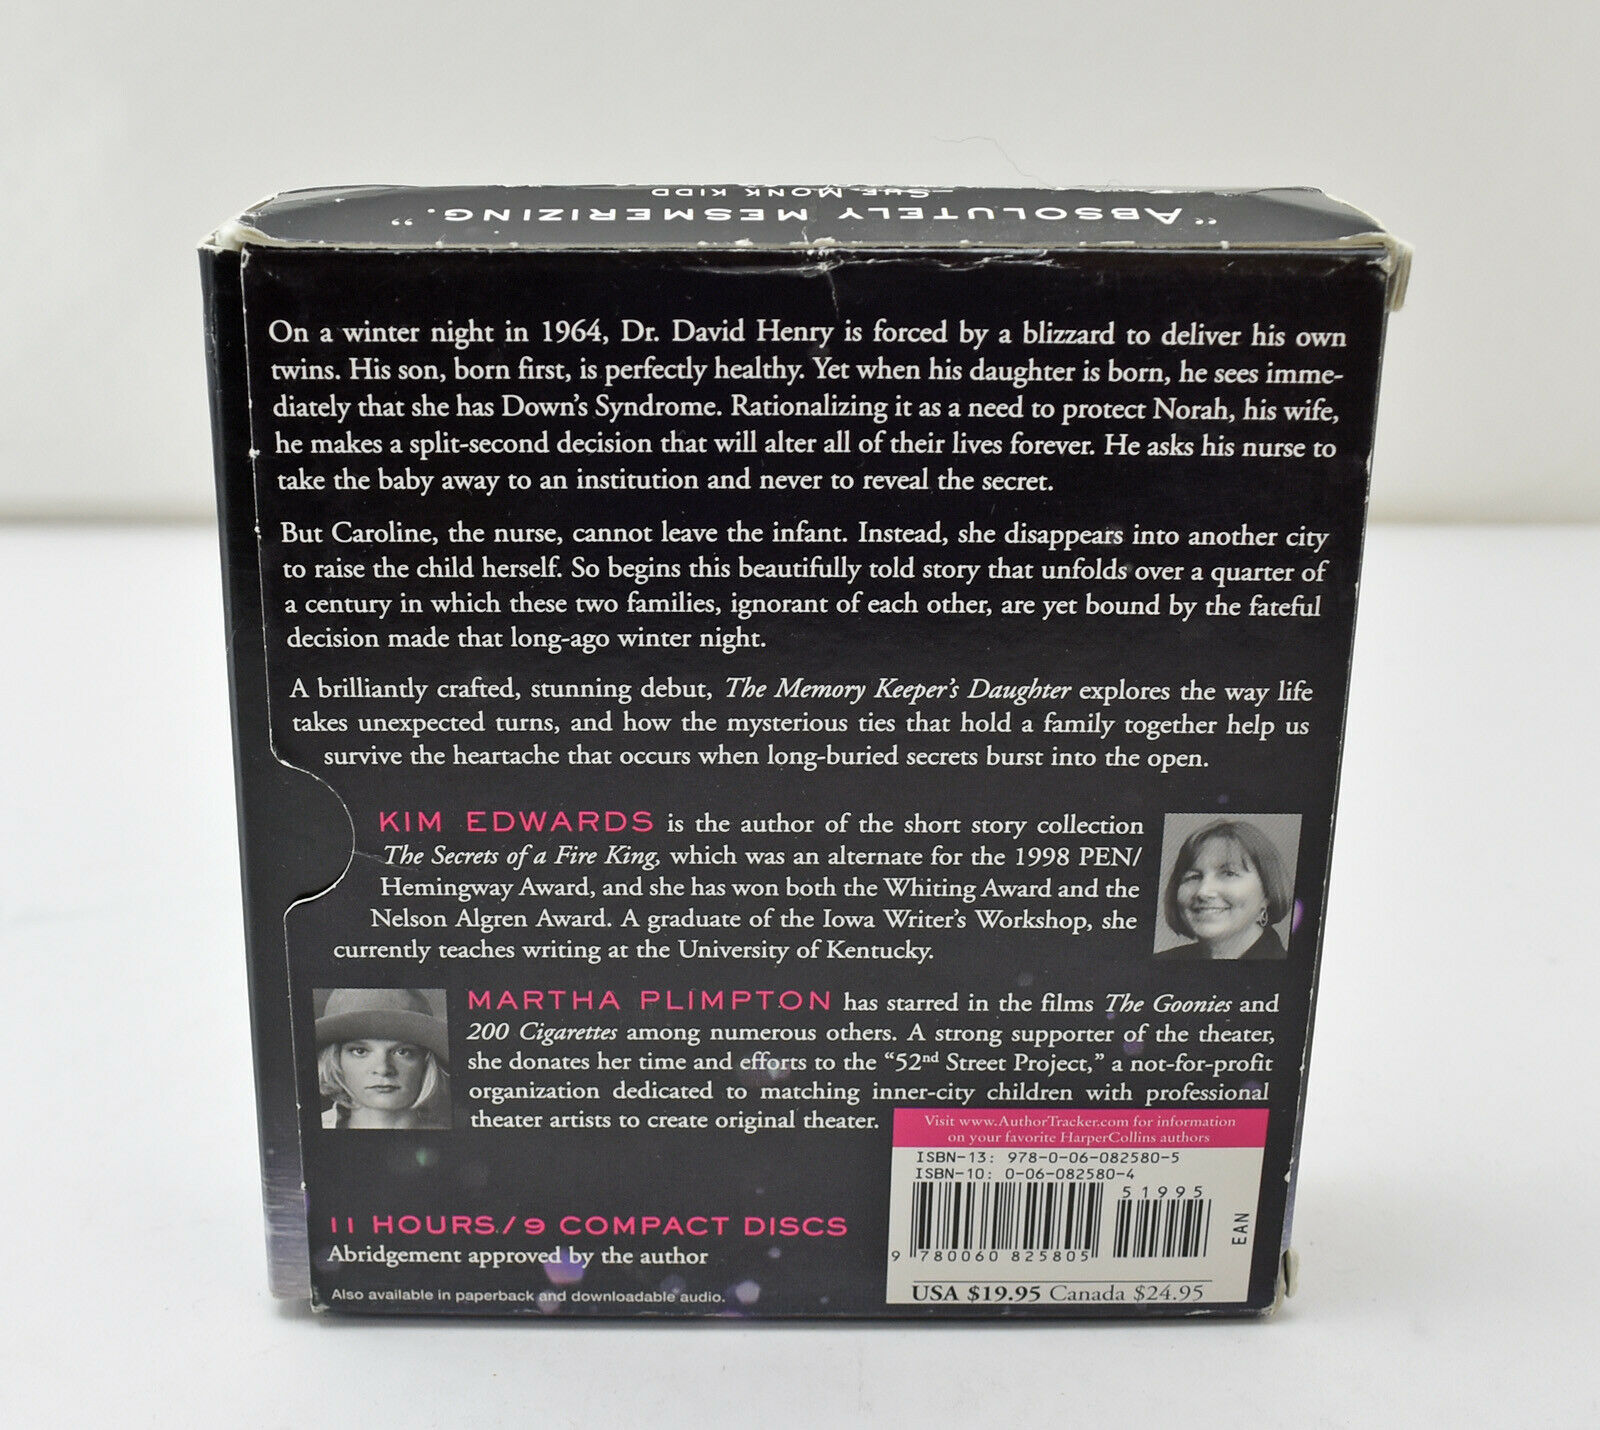 “ABSOLUTELY MESMERIZING.”
—SUE MONK KIDD
On a winter night in 1964, Dr. David Henry is forced by a blizzard to deliver his own
twins. His son, born first, is perfectly healthy. Yet when his daughter is born, he sees imme-
diately that she has Down’s Syndrome. Rationalizing it as a need to protect Norah, his wife,
he makes a split-second decision that will alter all of their lives forever. He asks his nurse to
take the baby away to an institution and never to reveal the secret.
But Caroline, the nurse, cannot leave the infant. Instead, she disappears into another city
to raise the child herself. So begins this beautifully told story that unfolds over a quarter of
a century in which these two families, ignorant of each other, are yet bound by the fateful
decision made that long-ago winter night.
A brilliantly crafted, stunning debut, The Memory Keeper’s Daughter explores the way life
takes unexpected turns, and how the mysterious ties that hold a family together help us
survive the heartache that occurs when long-buried secrets burst into the open.
KIM EDWARDS is the author of the short story collection
The Secrets of a Fire King, which was an alternate for the 1998 PEN/
Hemingway Award, and she has won both the Whiting Award and the
Nelson Algren Award. A graduate of the Iowa Writer’s Workshop, she
currently teaches writing at the University of Kentucky.
MARTHA PLIMPTON has starred in the films The Goonies and
200 Cigarettes among numerous others. A strong supporter of the theater,
she donates her time and efforts to the “52nd Street Project,” a not-for-profit
organization dedicated to matching inner-city children with professional
theater artists to create original theater.
Visit www.AuthorTracker.com for information
on your favorite HarperCollins authors
ISBN-13: 978-0-06-082580-5
ISBN-10: 0-06-082580-4
51995
9 780060 825805
EAN
USA $19.95 Canada $24.95
11 HOURS/9 COMPACT DISCS
Abridgement approved by the author
Also available in paperback and downloadable audio.